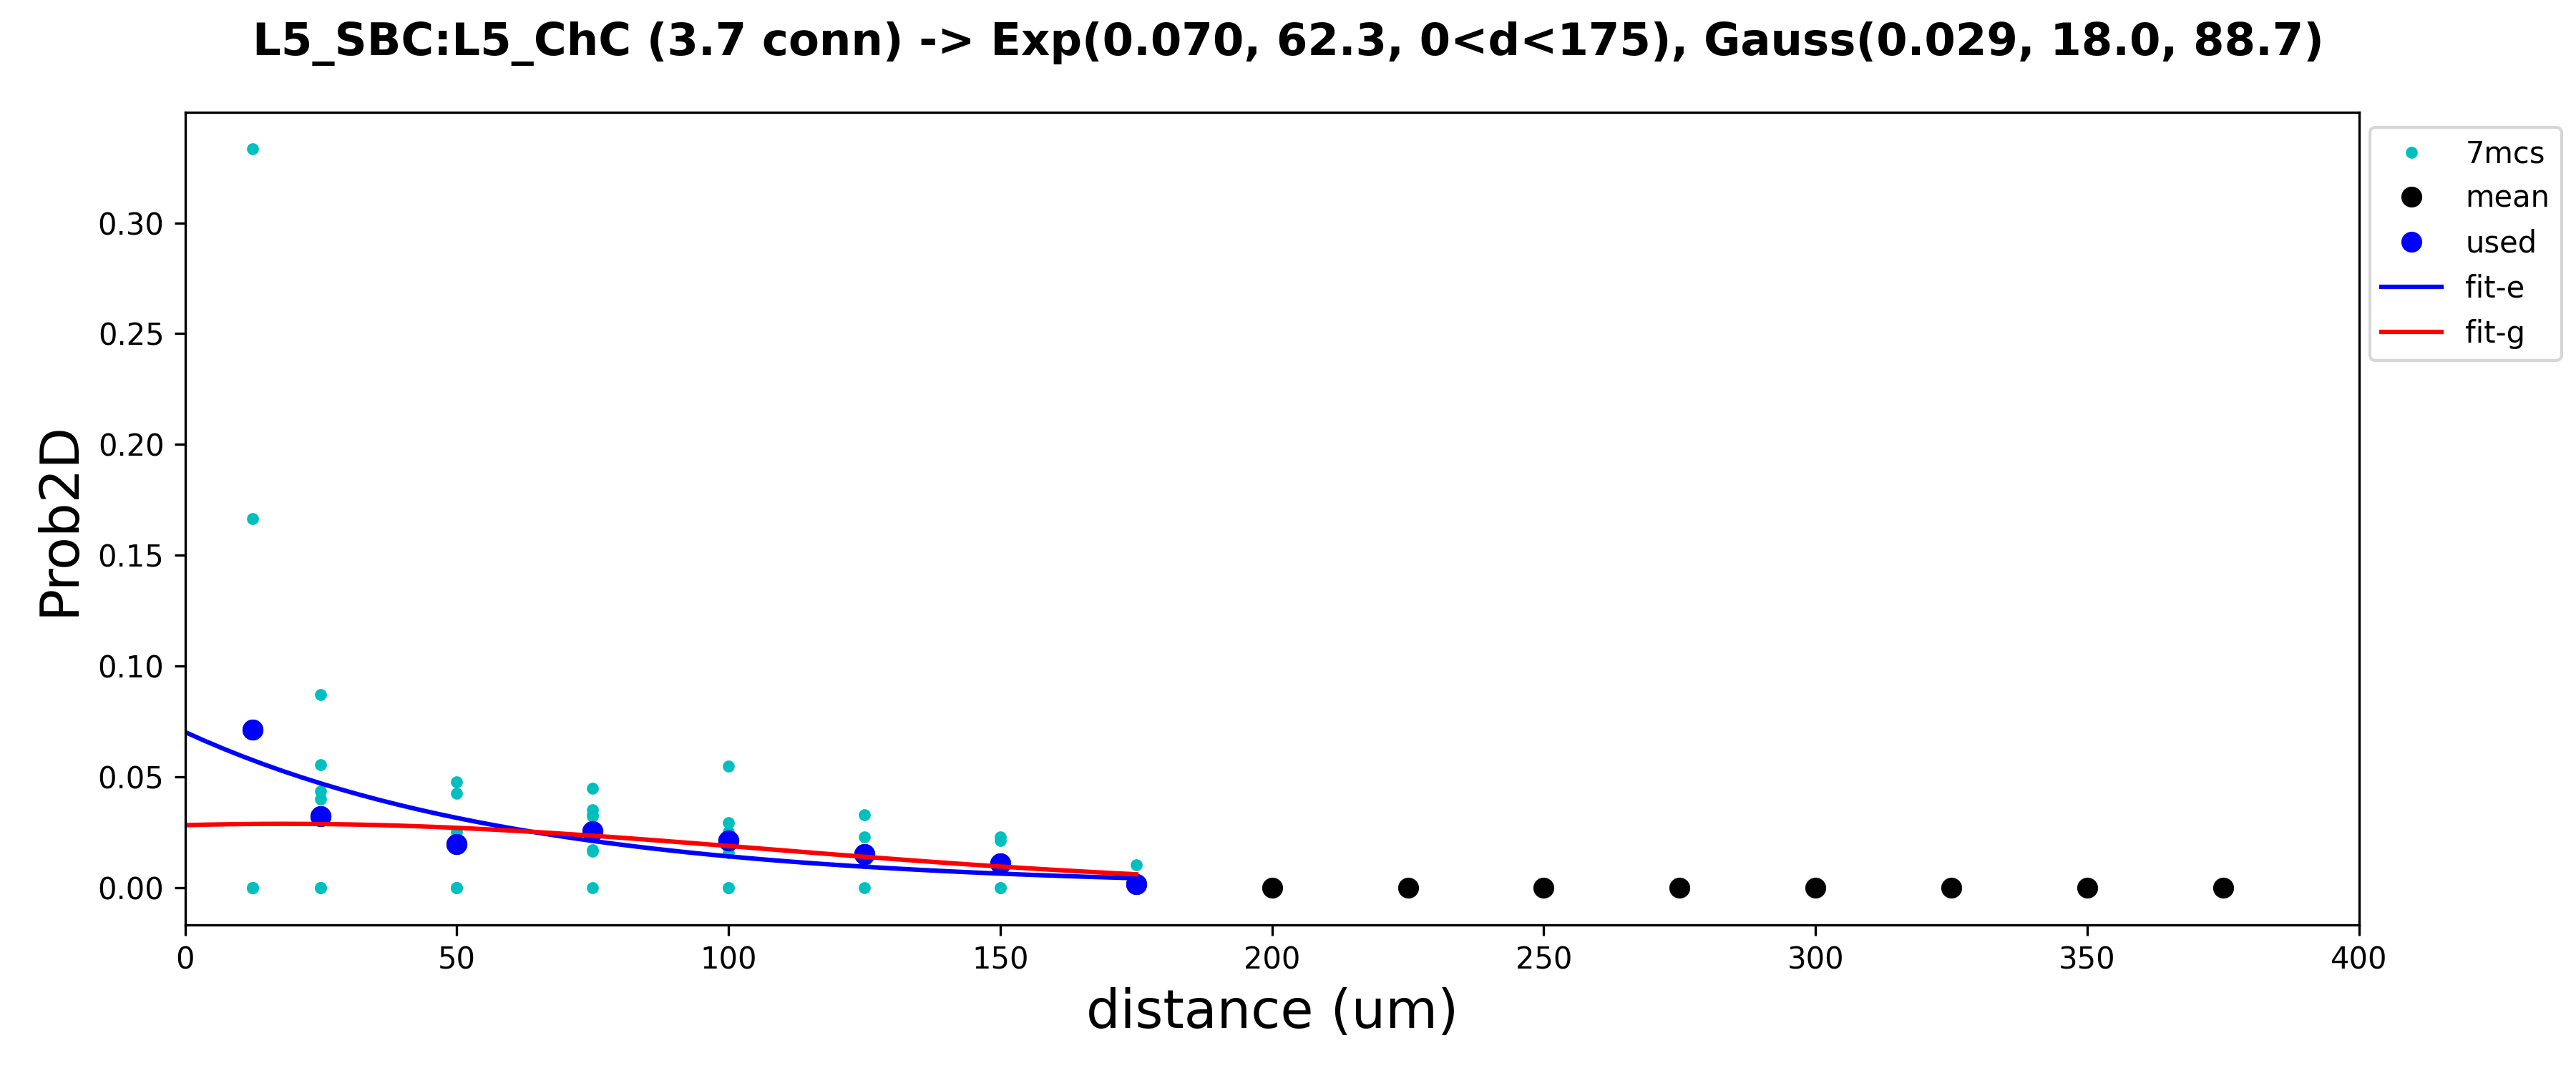 L5_SBC:L5_ChC (3.7 conn) -> Exp(0.070, 62.3, 0<d<175), Gauss(0.029, 18.0, 88.7)
7mcs
mean
used
fit-e
fit-g
Prob2D
0.30
0.25
0.20
0.15
0.10
0.05
0.00
0 50 100 150 200 250 300 350 400
distance (um)